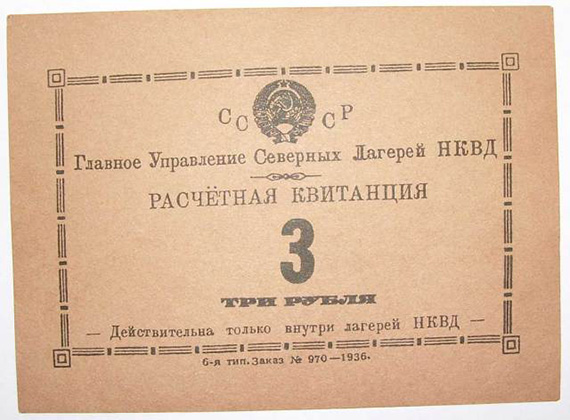 СССР
Главное Управление Северных Лагерей НКВД
РАСЧЁТНАЯ КВИТАНЦИЯ
3
ТРИ РУБЛЯ
— Действительна только внутри лагерей НКВД —
6-я тип. Заказ № 970—1936.